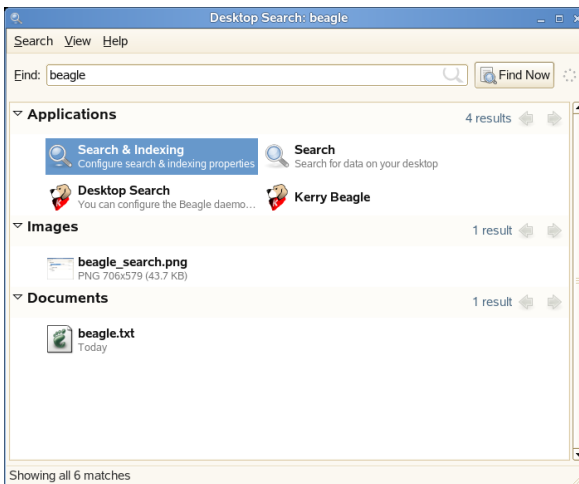 Desktop Search: beagle
Search View Help
Find: beagle Find Now
Applications 4 results
Search & Indexing
Configure search & indexing properties
Search
Search for data on your desktop
Desktop Search
You can configure the Beagle daemo...
Kerry Beagle
Images 1 result
beagle_search.png
PNG 706x579 (43.7 KB)
Documents 1 result
beagle.txt
Today
Showing all 6 matches